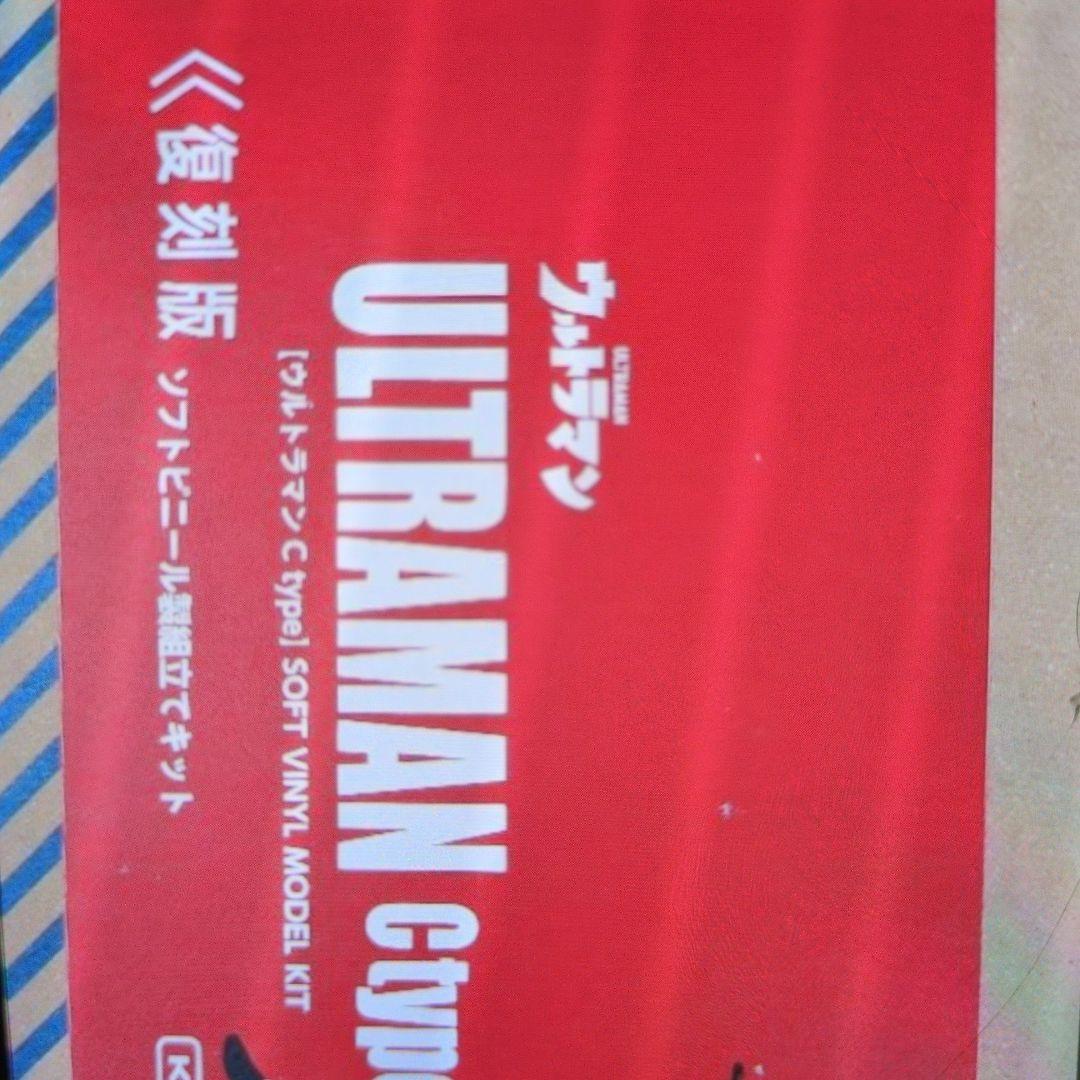 ウルトラマン
ULTRAMAN
ULTRAMAN Ctype
[ウルトラマン C type] SOFT VINYL MODEL KIT
《復刻版 ソフトビニール製組立てキット
K